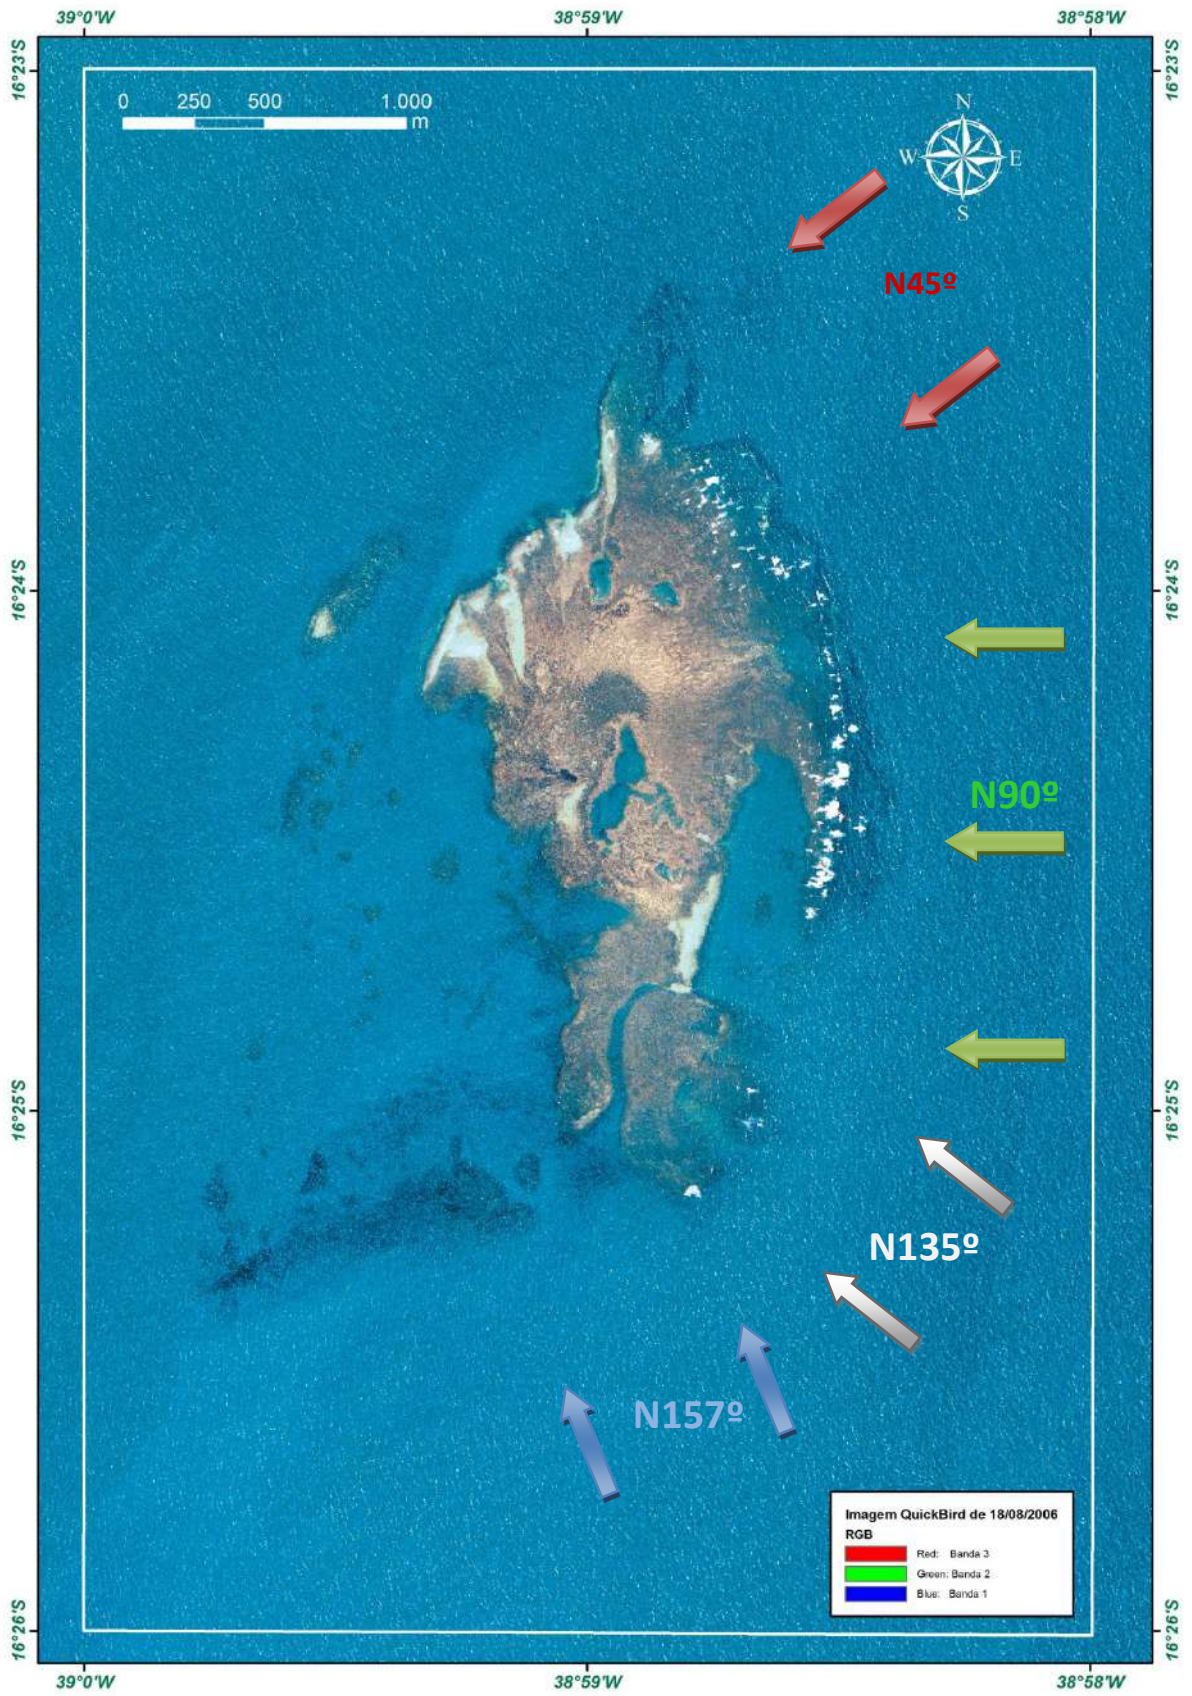 39°0'W 38°59'W 38°58'W
16°23'S 16°23'S
0 250 500 1.000
m
N
W E
S
N45º
16°24'S 16°24'S
N90º
16°25'S 16°25'S
N135º
N157º
Imagem QuickBird de 18/08/2006
RGB
Red: Banda 3
Green: Banda 2
Blue: Banda 1
16°26'S 16°26'S
39°0'W 38°59'W 38°58'W